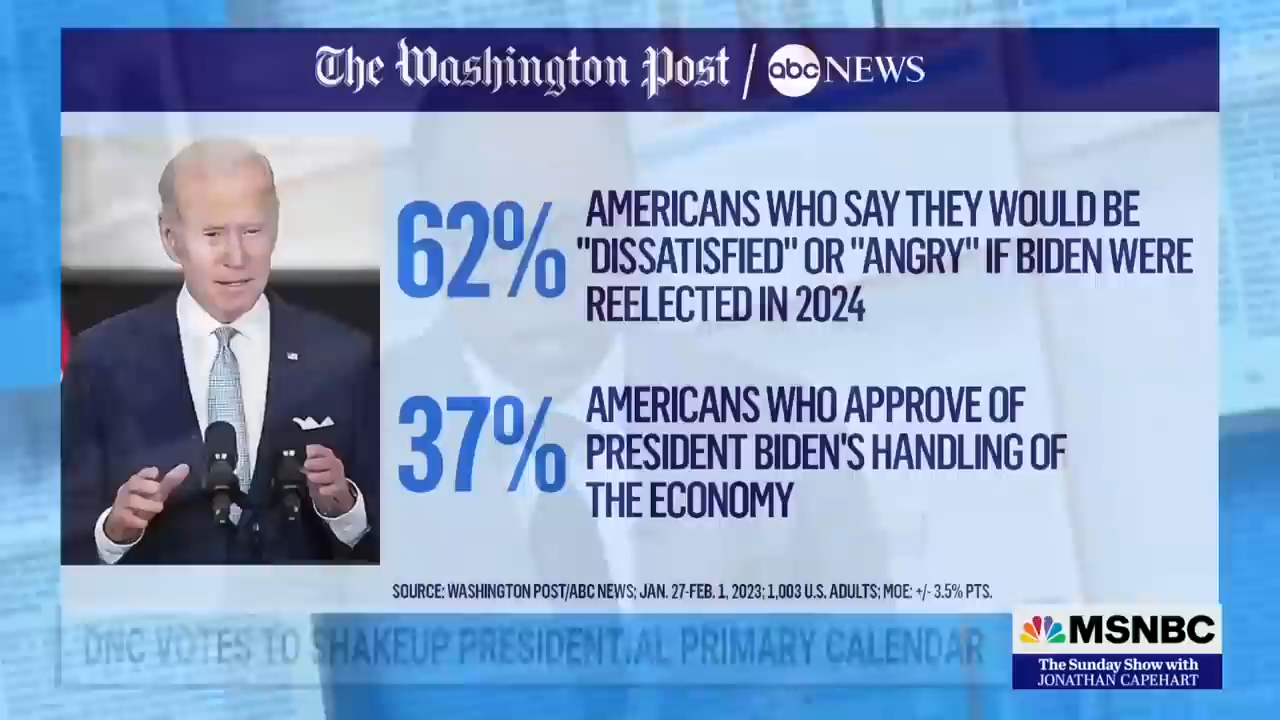 The Washington Post / abc NEWS
62%
AMERICANS WHO SAY THEY WOULD BE
"DISSATISFIED" OR "ANGRY" IF BIDEN WERE
REELECTED IN 2024
37%
AMERICANS WHO APPROVE OF
PRESIDENT BIDEN'S HANDLING OF
THE ECONOMY
SOURCE: WASHINGTON POST/ABC NEWS; JAN. 27-FEB. 1, 2023; 1,003 U.S. ADULTS; MOE: +/- 3.5% PTS.
DNC VOTES TO SHAKEUP PRESIDENTIAL PRIMARY CALENDAR
MSNBC
The Sunday Show with
JONATHAN CAPEHART